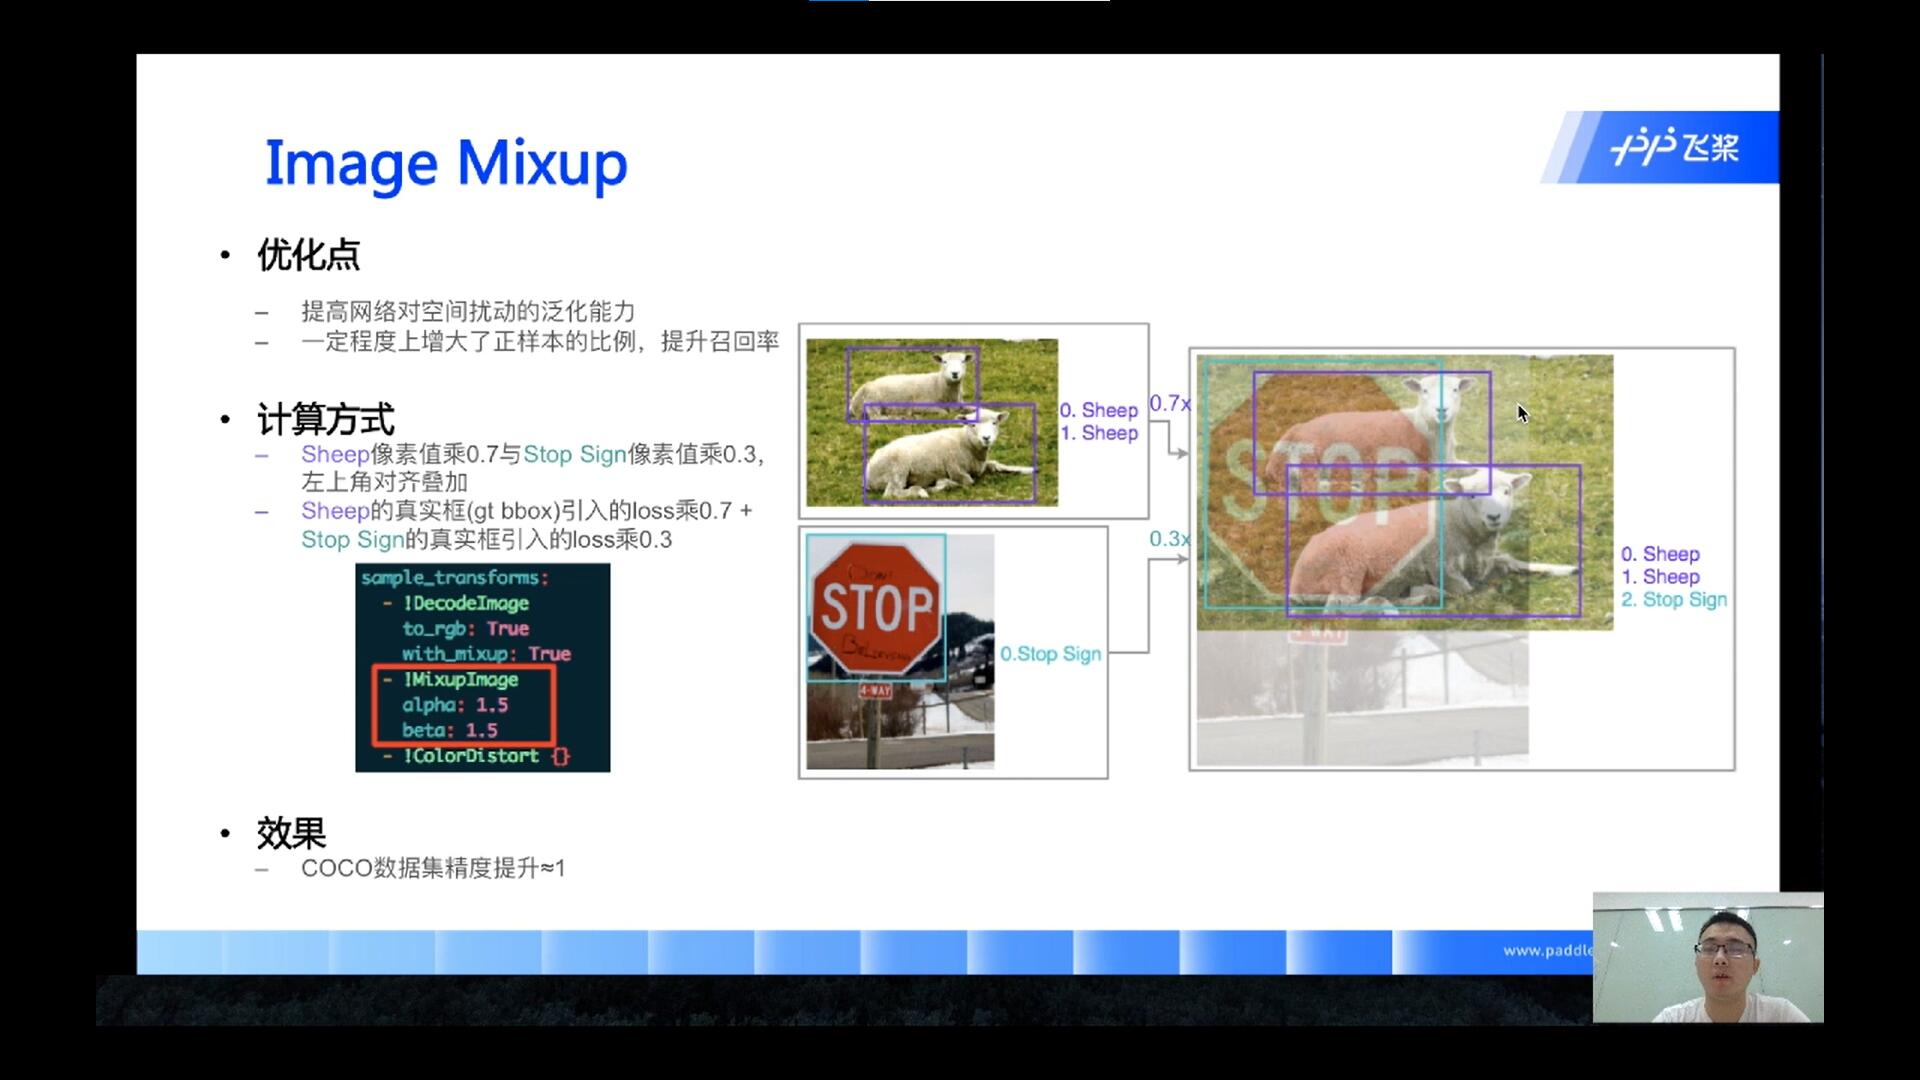 Image Mixup
飞桨
• 优化点
– 提高网络对空间扰动的泛化能力
– 一定程度上增大了正样本的比例，提升召回率
• 计算方式
– Sheep像素值乘0.7与Stop Sign像素值乘0.3,
左上角对齐叠加
– Sheep的真实框(gt bbox)引入的loss乘0.7 +
Stop Sign的真实框引入的loss乘0.3
sample_transforms:
- !DecodeImage
to_rgb: True
with_mixup: True
- !MixupImage
alpha: 1.5
beta: 1.5
- !ColorDistort {}
• 效果
– COCO数据集精度提升≈1
0. Sheep
1. Sheep
0.7x
STOP
4-WAY
0.Stop Sign
0.3x
STOP
4-WAY
0. Sheep
1. Sheep
2. Stop Sign
www.paddle